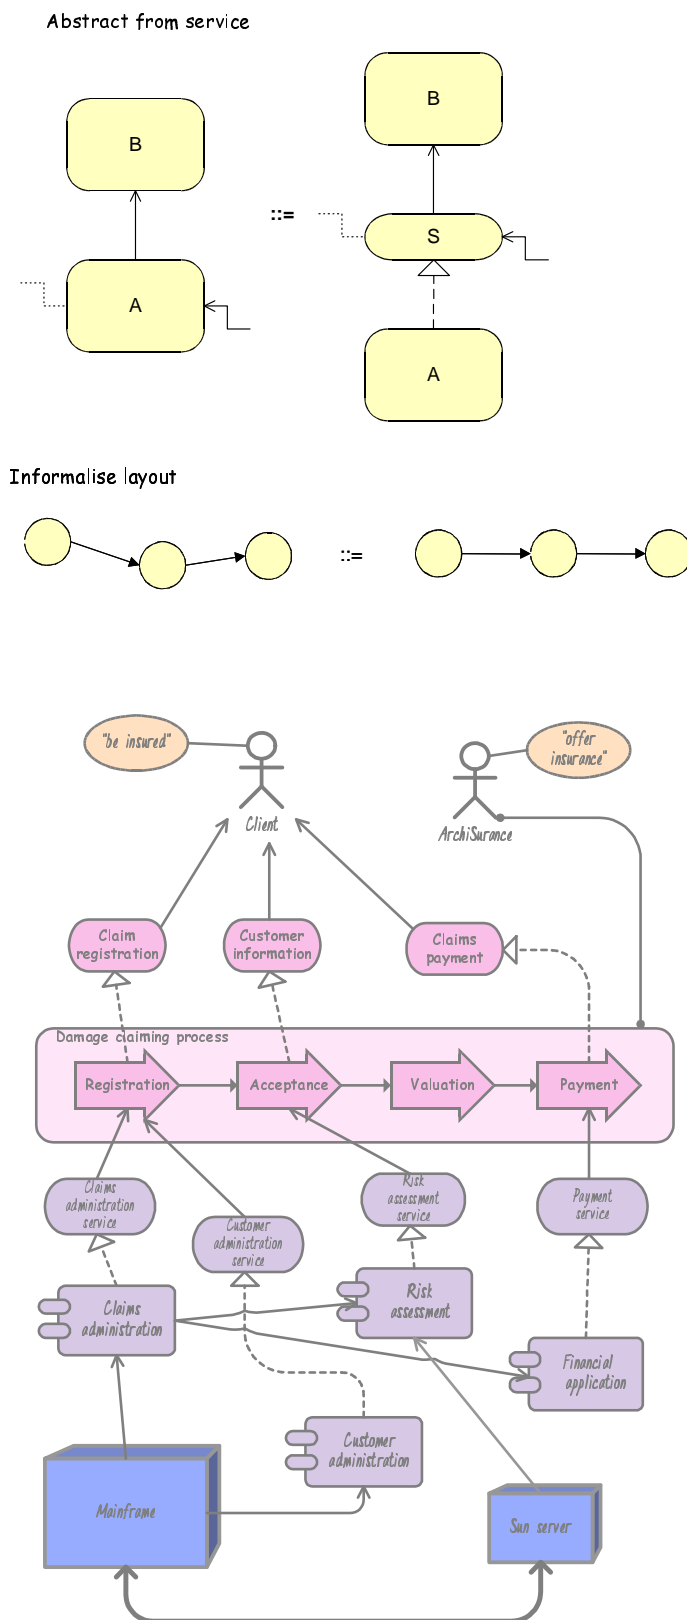 Abstract from service
B
B
::=
S
A
A
Informalise layout
::=
"be insured"
"offer
insurance"
Client
ArchiSurance
Claim
registration
Customer
information
Claims
payment
Damage claiming process
Registration
Acceptance
Valuation
Payment
Claims
administration
service
Risk
assessment
service
Payment
service
Customer
administration
service
Claims
administration
Risk
assessment
Financial
application
Customer
administration
Mainframe
Sun server